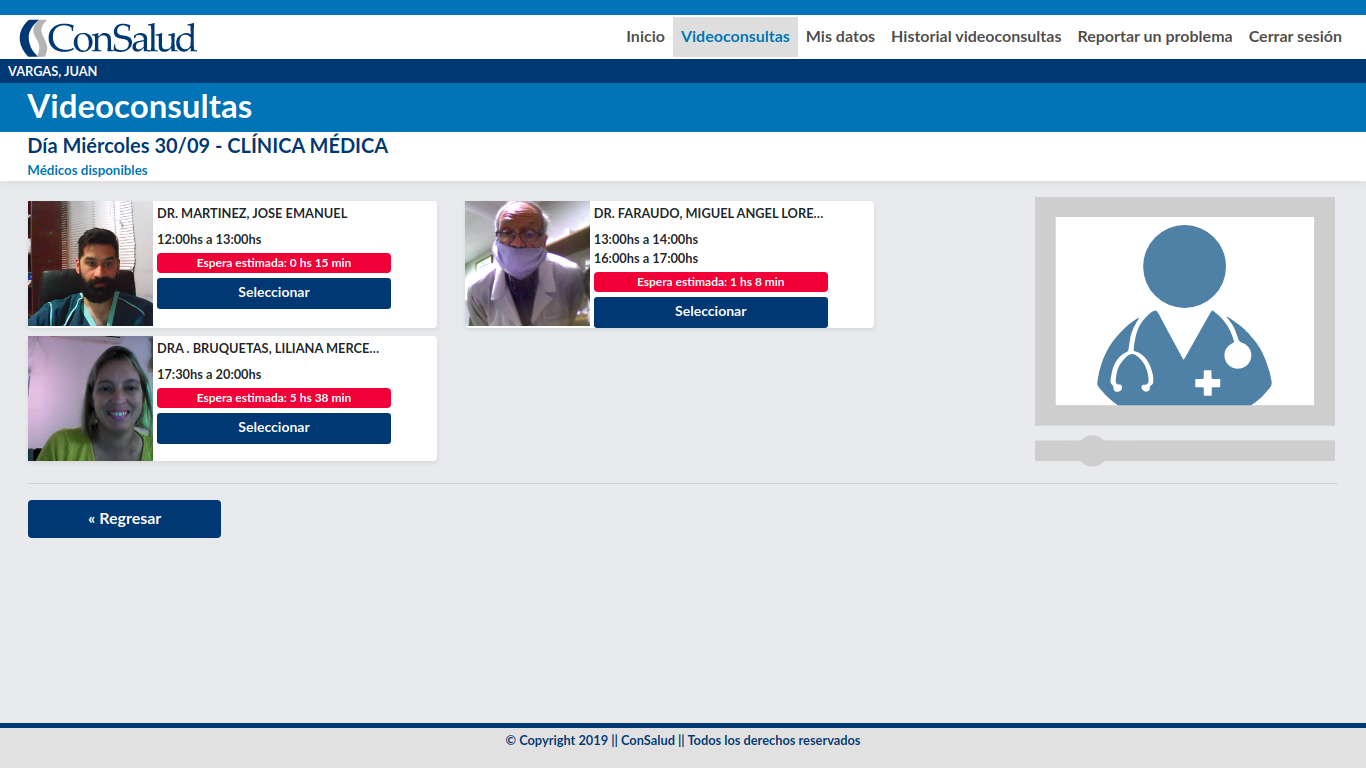 ConSalud
Inicio Videoconsultas Mis datos Historial videoconsultas Reportar un problema Cerrar sesión
VARGAS, JUAN
Videoconsultas
Día Miércoles 30/09 - CLÍNICA MÉDICA
Médicos disponibles
DR. MARTINEZ, JOSE EMANUEL
12:00hs a 13:00hs
Espera estimada: 0 hs 15 min
Seleccionar
DR. FARAUDO, MIGUEL ANGEL LORE...
13:00hs a 14:00hs
16:00hs a 17:00hs
Espera estimada: 1 hs 8 min
Seleccionar
DRA . BRUQUETAS, LILIANA MERCE...
17:30hs a 20:00hs
Espera estimada: 5 hs 38 min
Seleccionar
« Regresar
© Copyright 2019 || ConSalud || Todos los derechos reservados